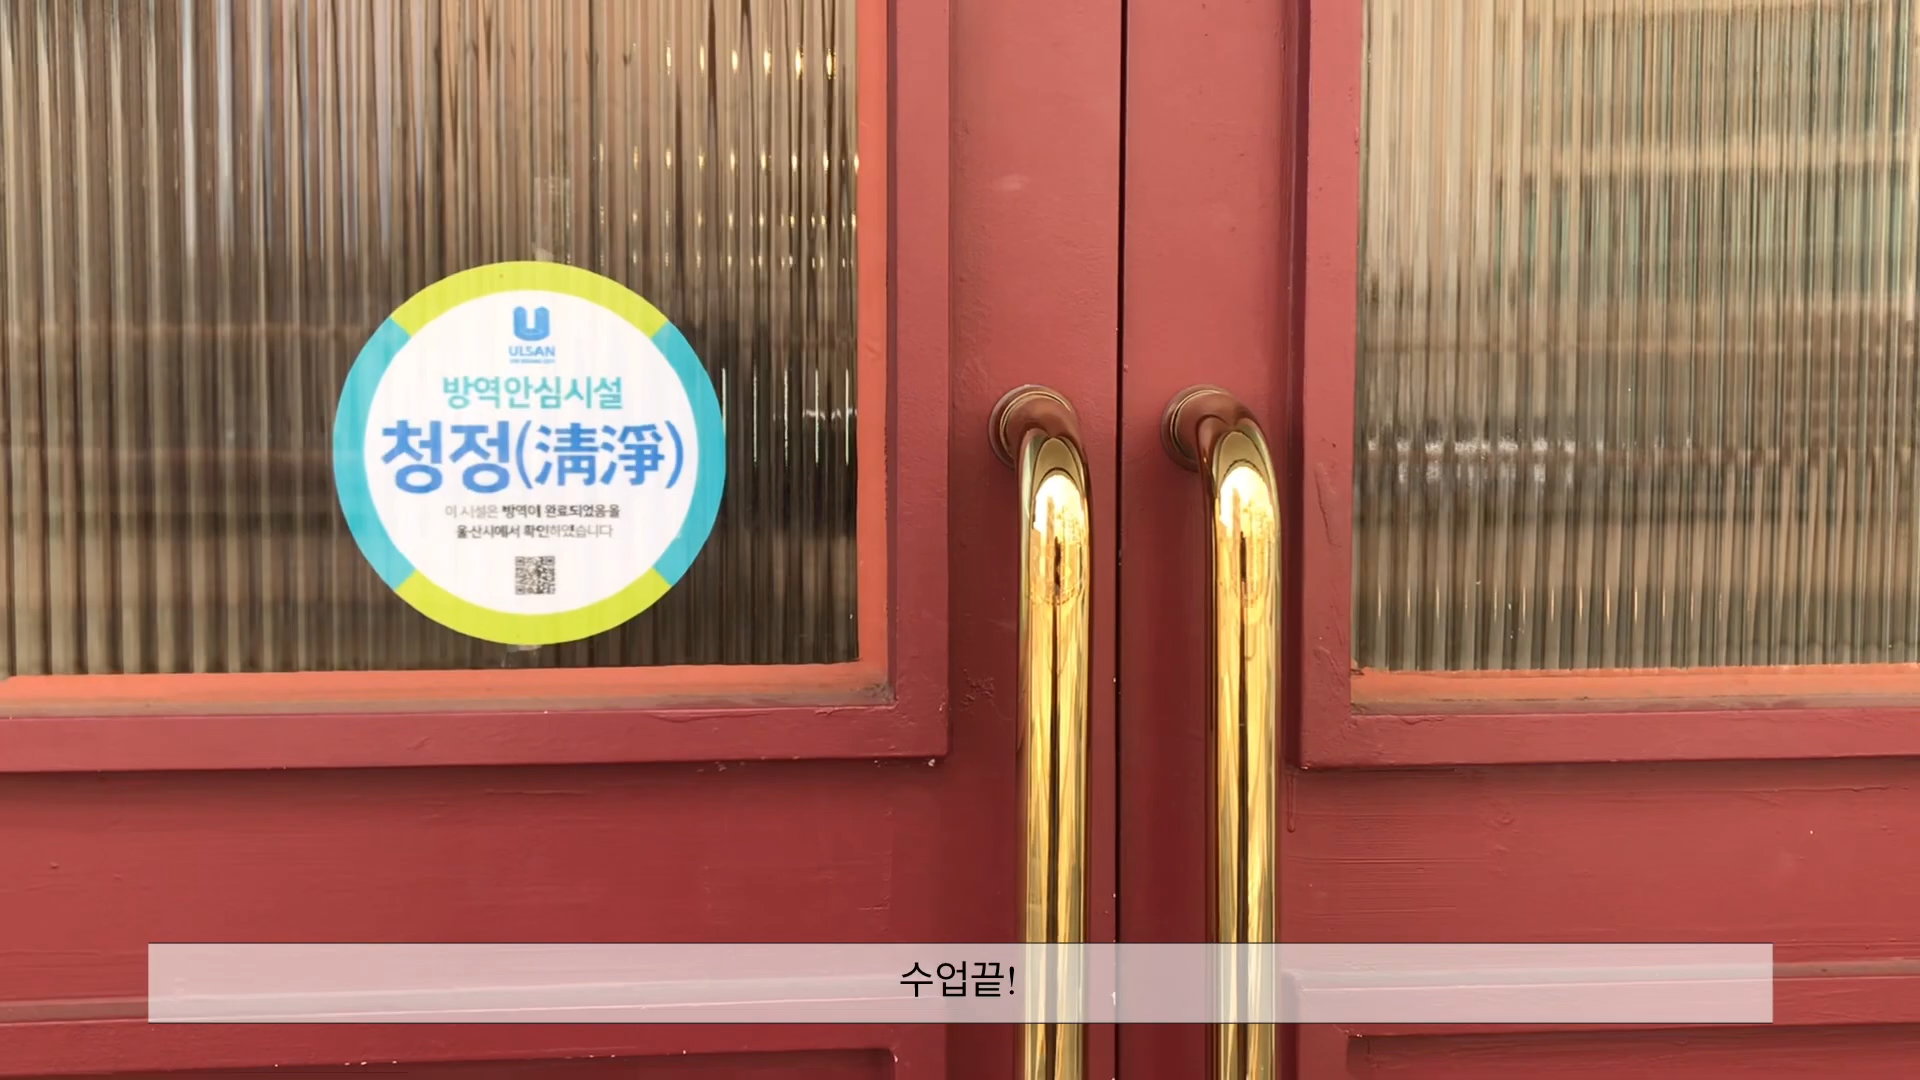 ULSAN
방역안심시설
청정(淸淨)
이 시설은 방역이 완료되었음을
울산시에서 확인하였습니다
수업끝!